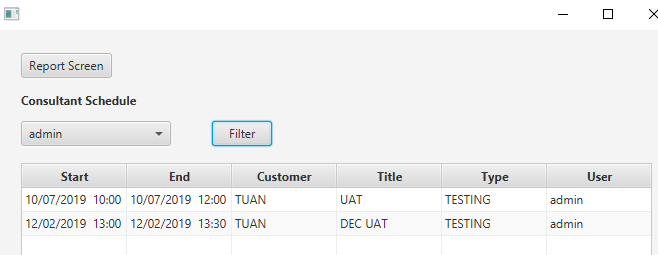 Report Screen
Consultant Schedule
admin Filter
Start End Customer Title Type User
10/07/2019 10:00 10/07/2019 12:00 TUAN UAT TESTING admin
12/02/2019 13:00 12/02/2019 13:30 TUAN DEC UAT TESTING admin